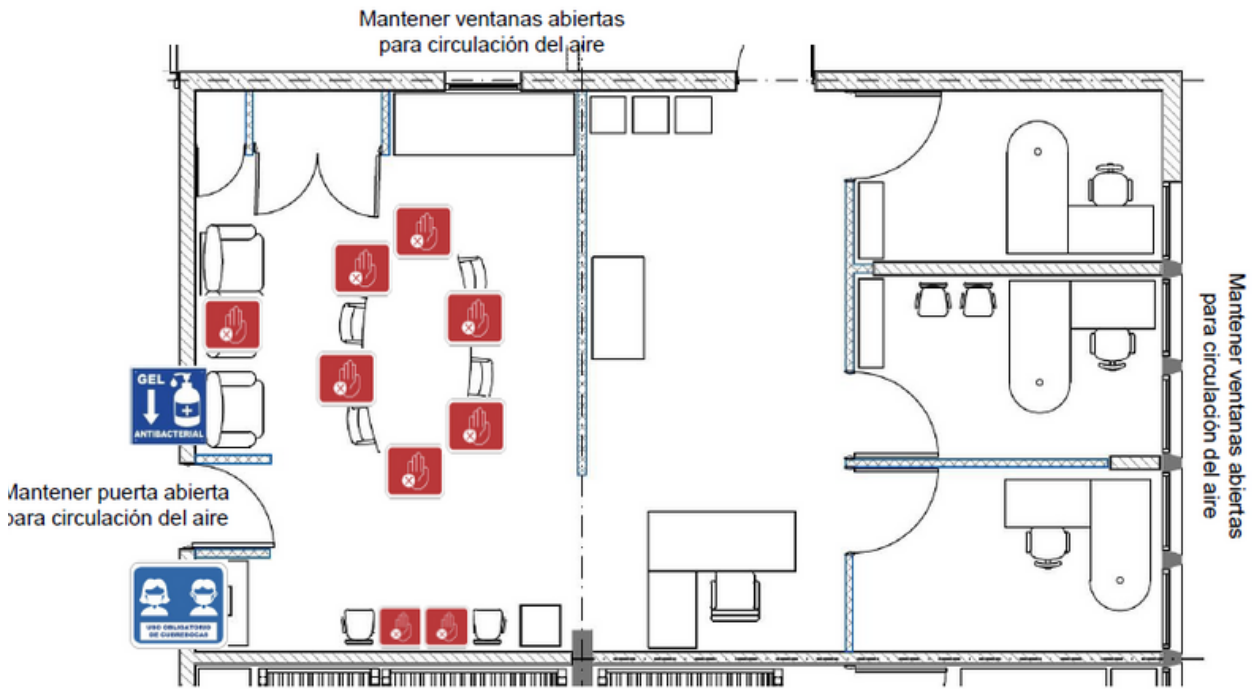 Mantener ventanas abiertas
para circulación del aire
Mantener ventanas abiertas
para circulación del aire
GEL
ANTIBACTERIAL
Mantener puerta abierta
para circulación del aire
USO OBLIGATORIO
DE CUBREBOCAS